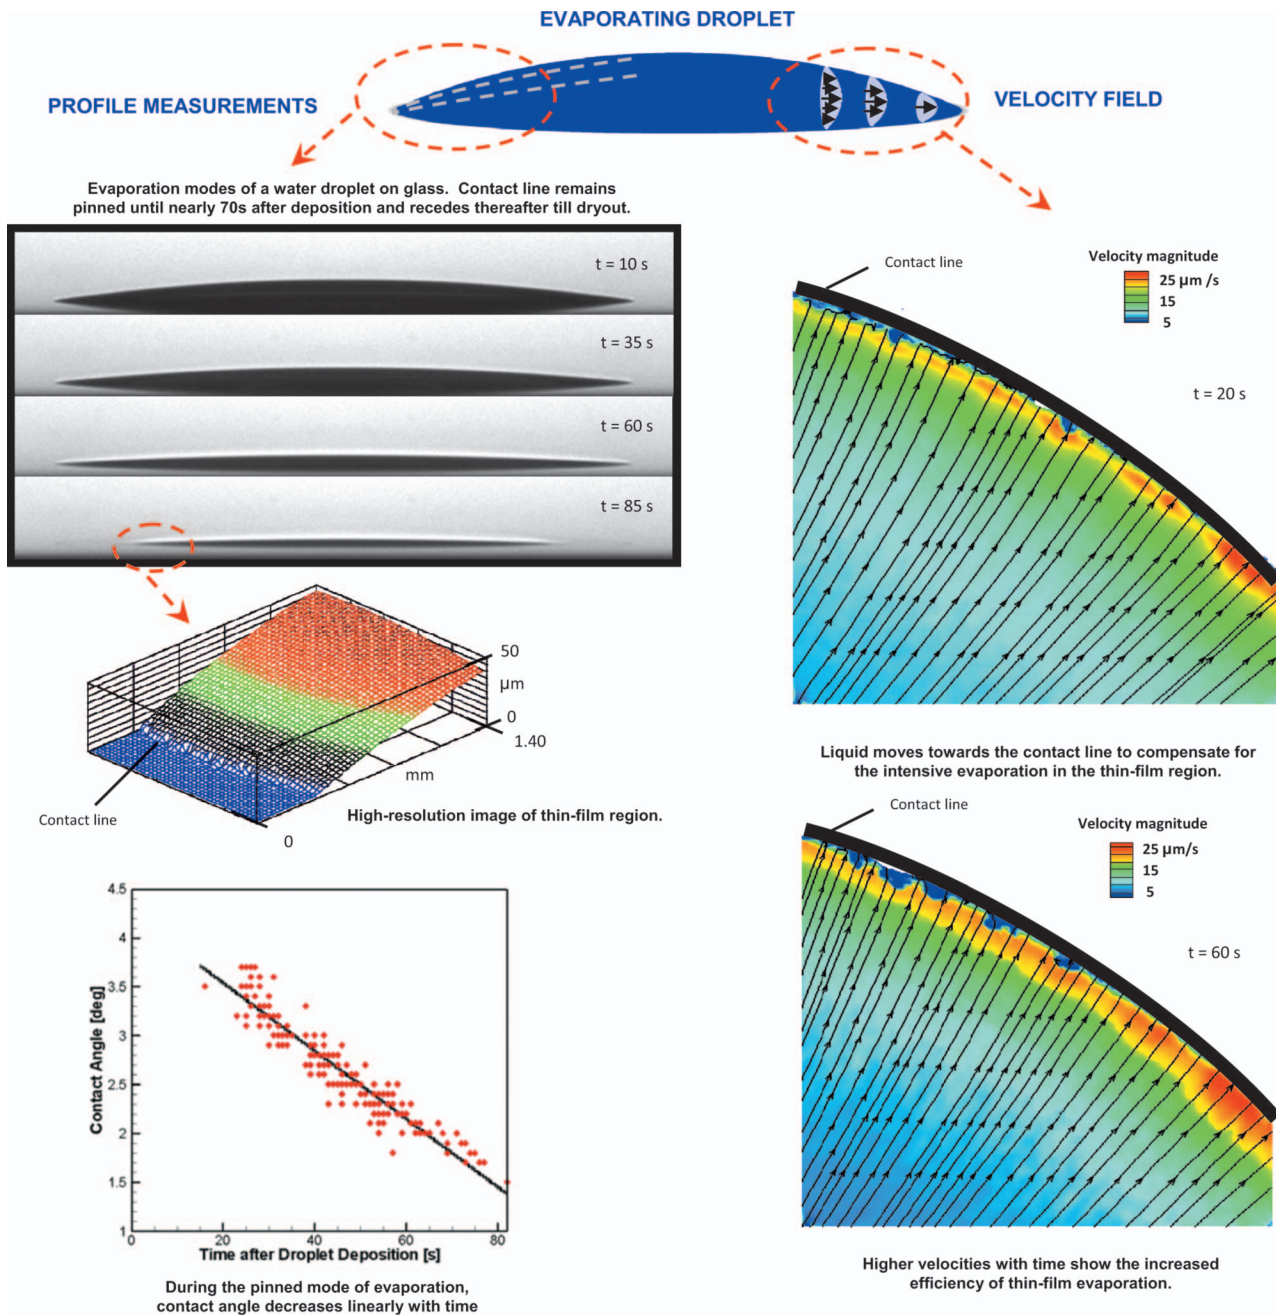 EVAPORATING DROPLET
PROFILE MEASUREMENTS
VELOCITY FIELD
Evaporation modes of a water droplet on glass. Contact line remains
pinned until nearly 70s after deposition and recedes thereafter till dryout.
t = 10 s
t = 35 s
t = 60 s
t = 85 s
50
µm
0
1.40
mm
0
Contact line
High-resolution image of thin-film region.
4.5
4
3.5
3
2.5
2
1.5
1
Contact Angle [deg]
0
20
40
60
80
Time after Droplet Deposition [s]
During the pinned mode of evaporation,
contact angle decreases linearly with time
Contact line
Velocity magnitude
25 µm /s
15
5
t = 20 s
Liquid moves towards the contact line to compensate for
the intensive evaporation in the thin-film region.
Contact line
Velocity magnitude
25 µm/s
15
5
t = 60 s
Higher velocities with time show the increased
efficiency of thin-film evaporation.